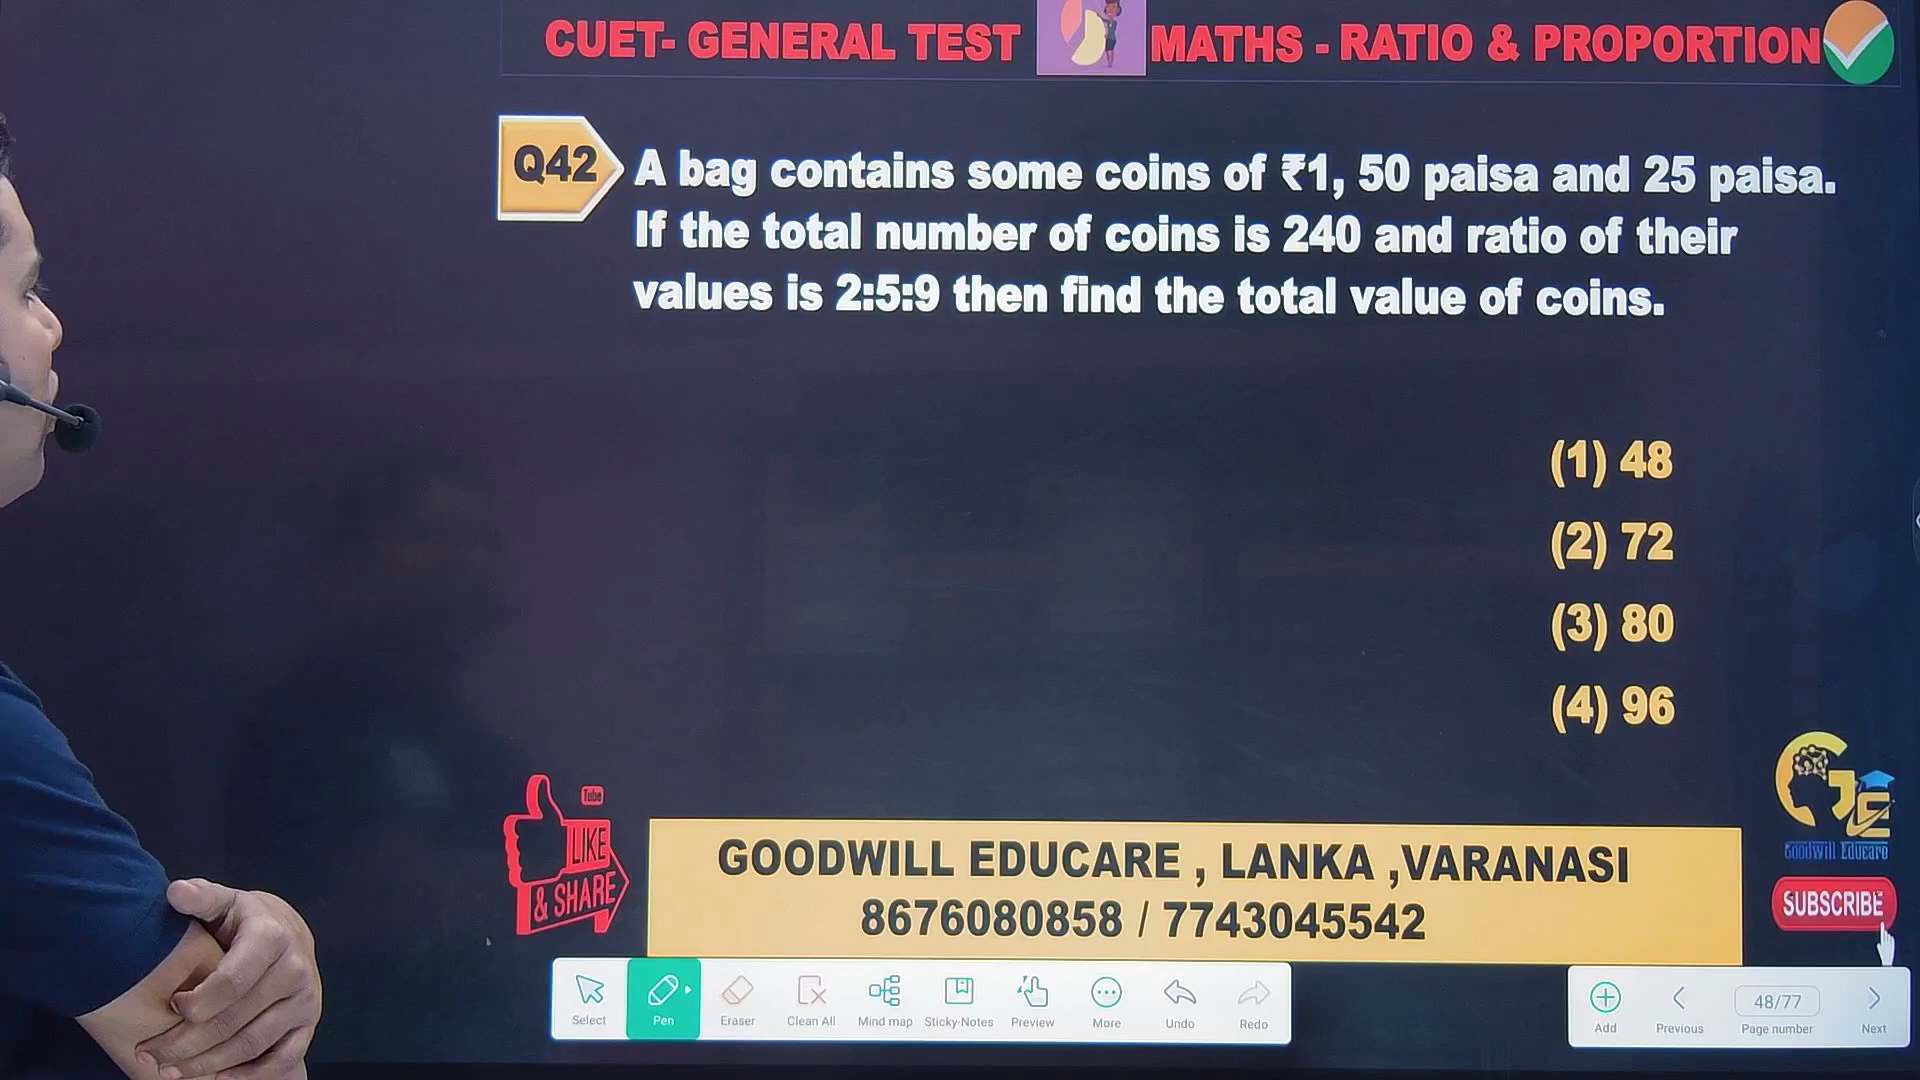 CUET- GENERAL TEST MATHS - RATIO & PROPORTION
Q42 A bag contains some coins of ₹1, 50 paisa and 25 paisa.
If the total number of coins is 240 and ratio of their
values is 2:5:9 then find the total value of coins.
(1) 48
(2) 72
(3) 80
(4) 96
Tube
LIKE
& SHARE
GOODWILL EDUCARE , LANKA ,VARANASI
8676080858 / 7743045542
GE
Goodwill Educare
SUBSCRIBE
Select Pen Eraser Clean All Mind map Sticky-Notes Preview More Undo Redo
48/77
Add Previous Page number Next